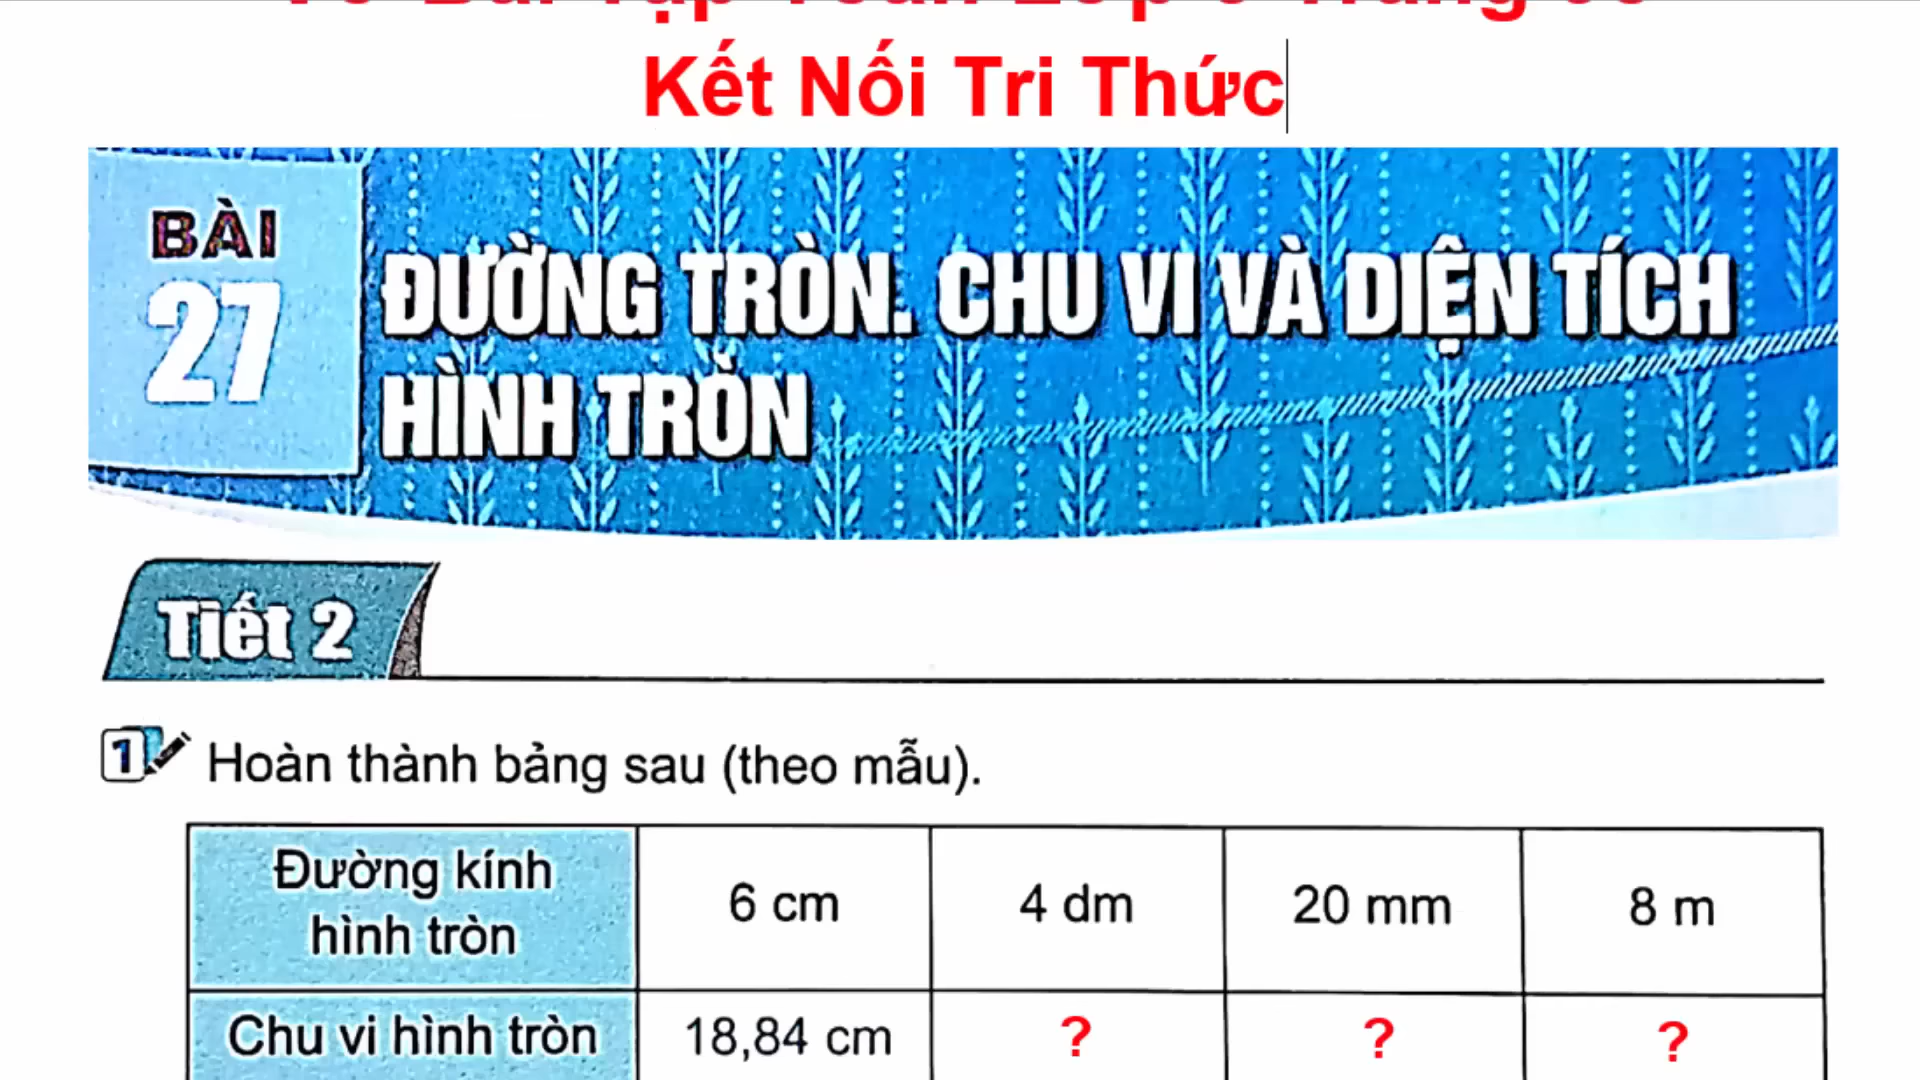 Kết Nối Tri Thức
BÀI
27
ĐƯỜNG TRÒN. CHU VI VÀ DIỆN TÍCH
HÌNH TRÒN
Tiết 2
1 Hoàn thành bảng sau (theo mẫu).
Đường kính
hình tròn
6 cm
4 dm
20 mm
8 m
Chu vi hình tròn
18,84 cm
?
?
?